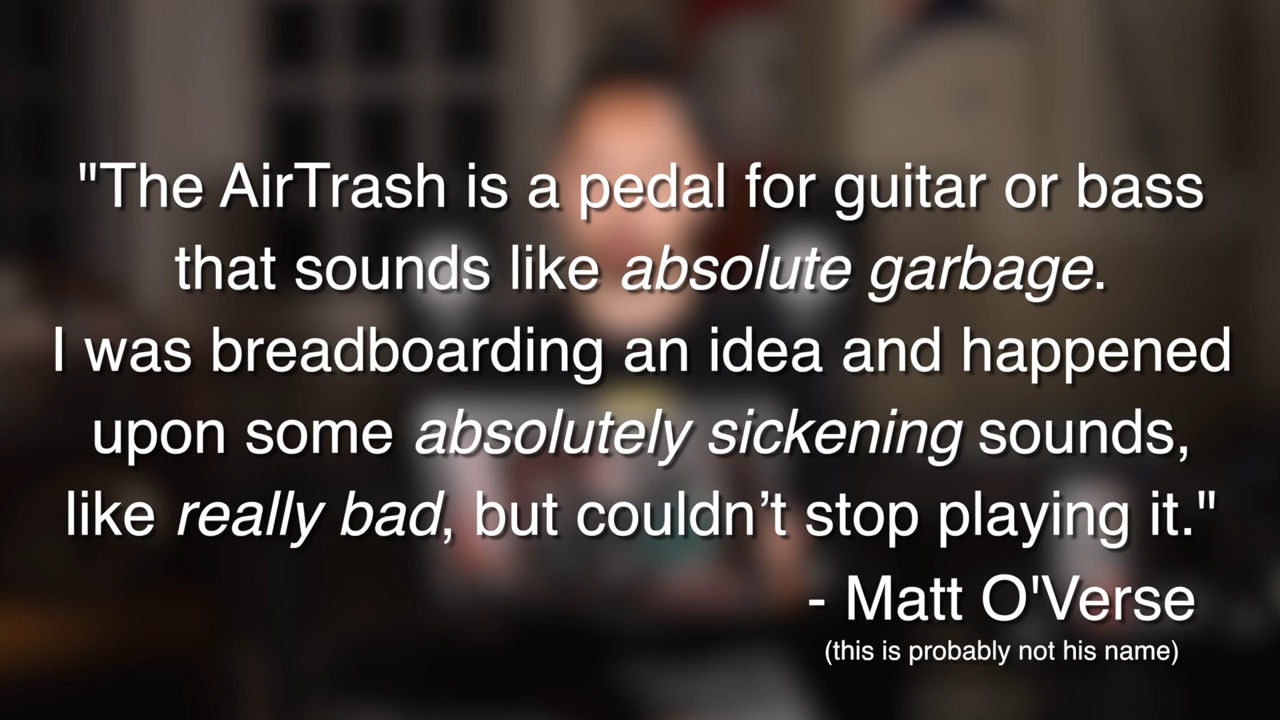 "The AirTrash is a pedal for guitar or bass
that sounds like absolute garbage.
I was breadboarding an idea and happened
upon some absolutely sickening sounds,
like really bad, but couldn’t stop playing it."
- Matt O'Verse
(this is probably not his name)